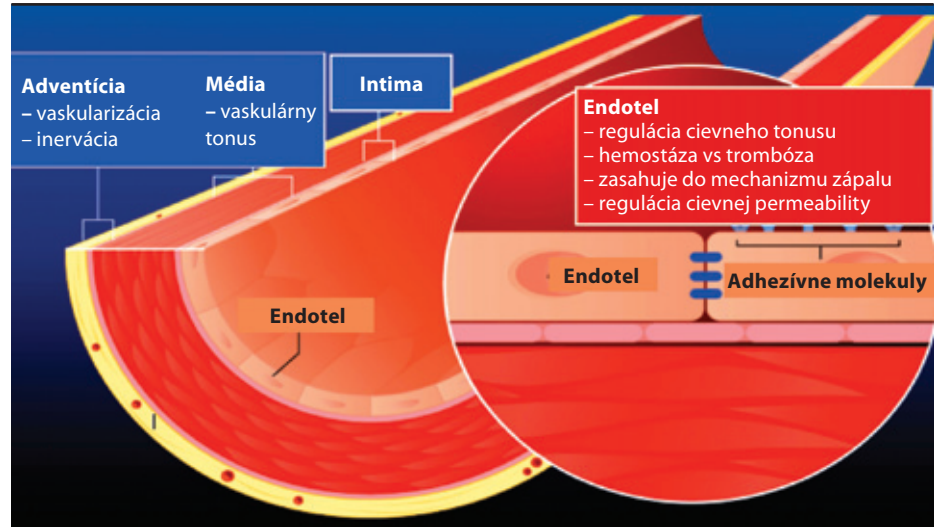 Adventícia
– vaskularizácia
– inervácia
Média
– vaskulárny
tonus
Intima
Endotel
– regulácia cievneho tonusu
– hemostáza vs trombóza
– zasahuje do mechanizmu zápalu
– regulácia cievnej permeability
Endotel
Adhezívne molekuly
Endotel